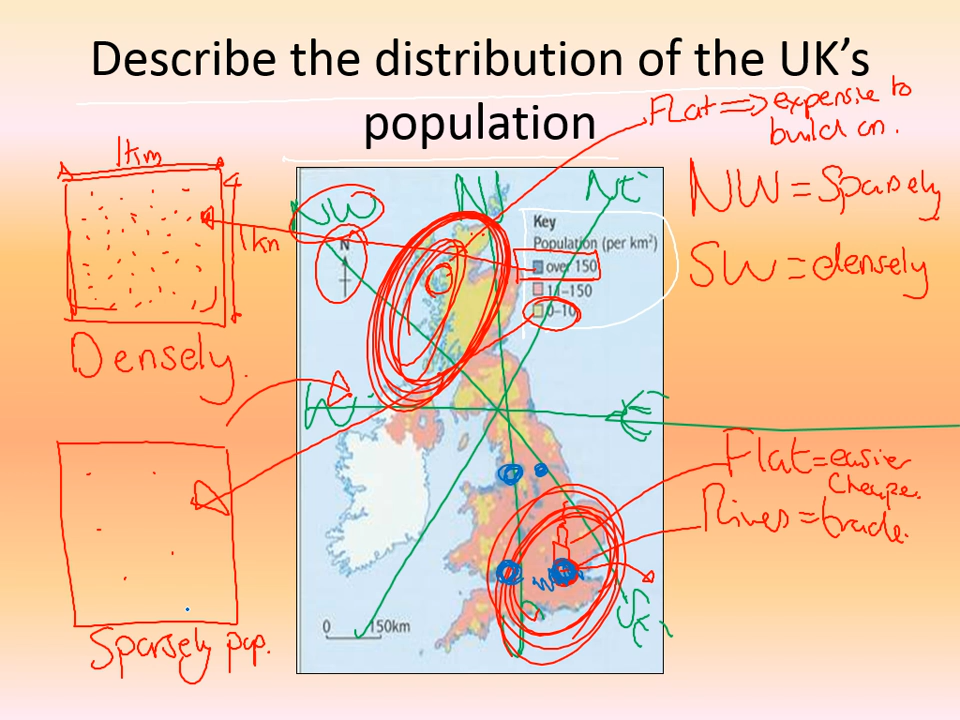 Describe the distribution of the UK's
population
Flat => expensive to
build on.
1km
1km
Densely.
NW
N
NE
N
Key
Population (per km²)
over 150
11-150
0-10
NW = Sparsely
SW = densely
W
Flat = easier
Cheaper.
Rivers = trade.
SE
0 150km
Sparsely pop.